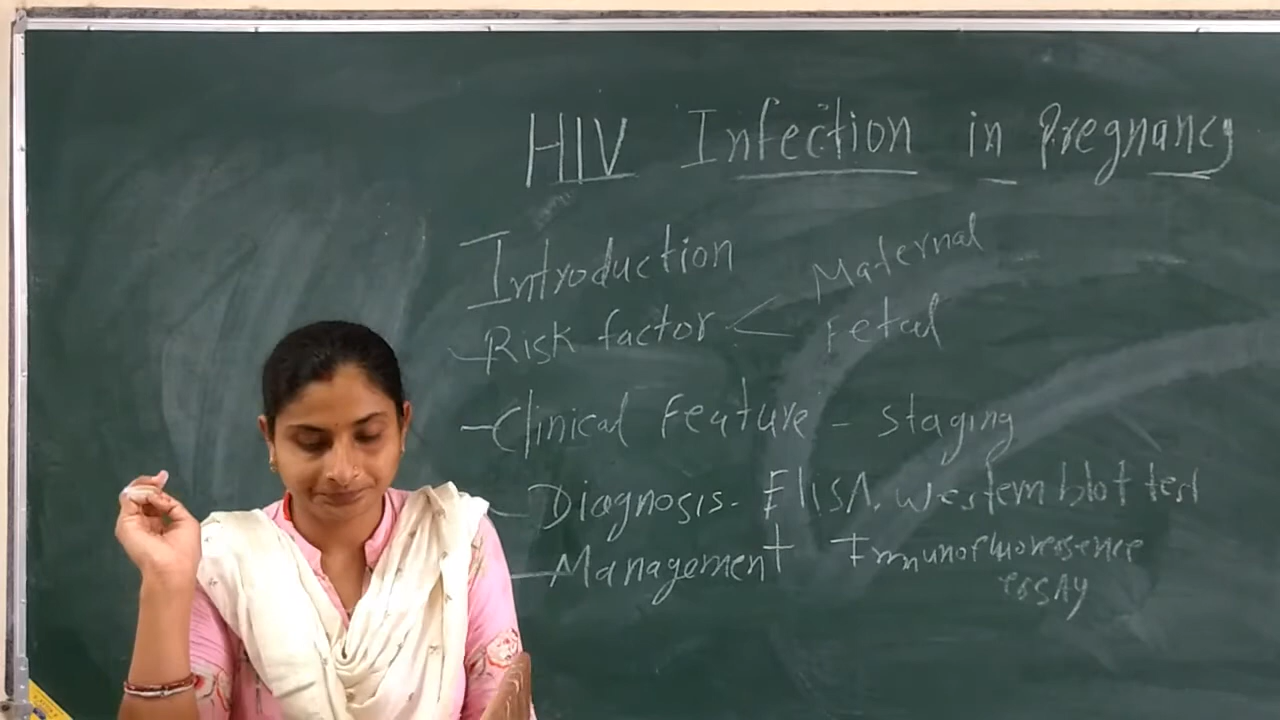 HIV Infection in Pregnancy
Introduction
- Risk factor < Maternal
Fetal
- Clinical Feature - staging
- Diagnosis - ElISA, Western blot test
Immunofluoressence
essay
- Management